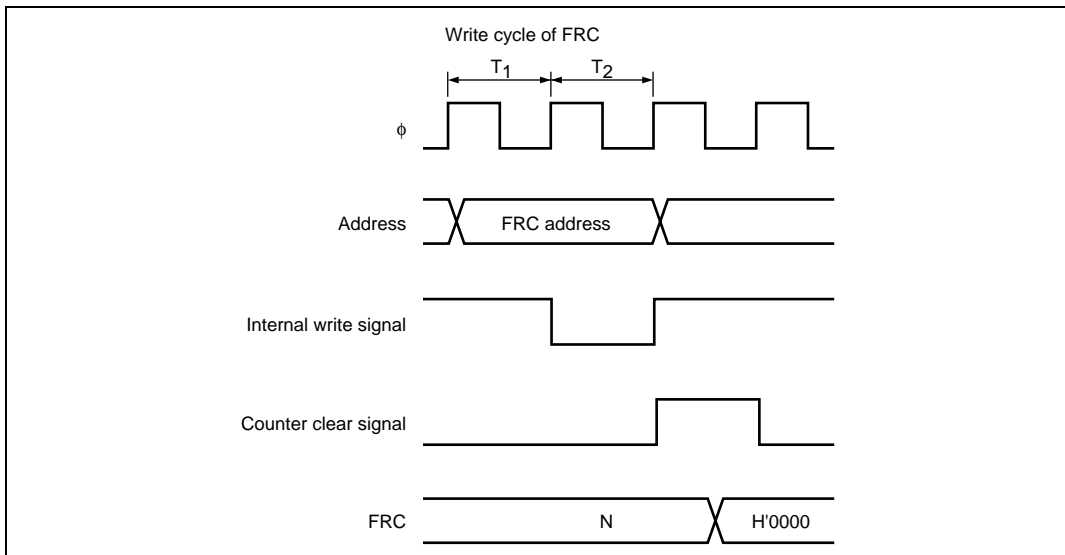 Write cycle of FRC
T1 T2
ϕ
Address FRC address
Internal write signal
Counter clear signal
FRC N H'0000